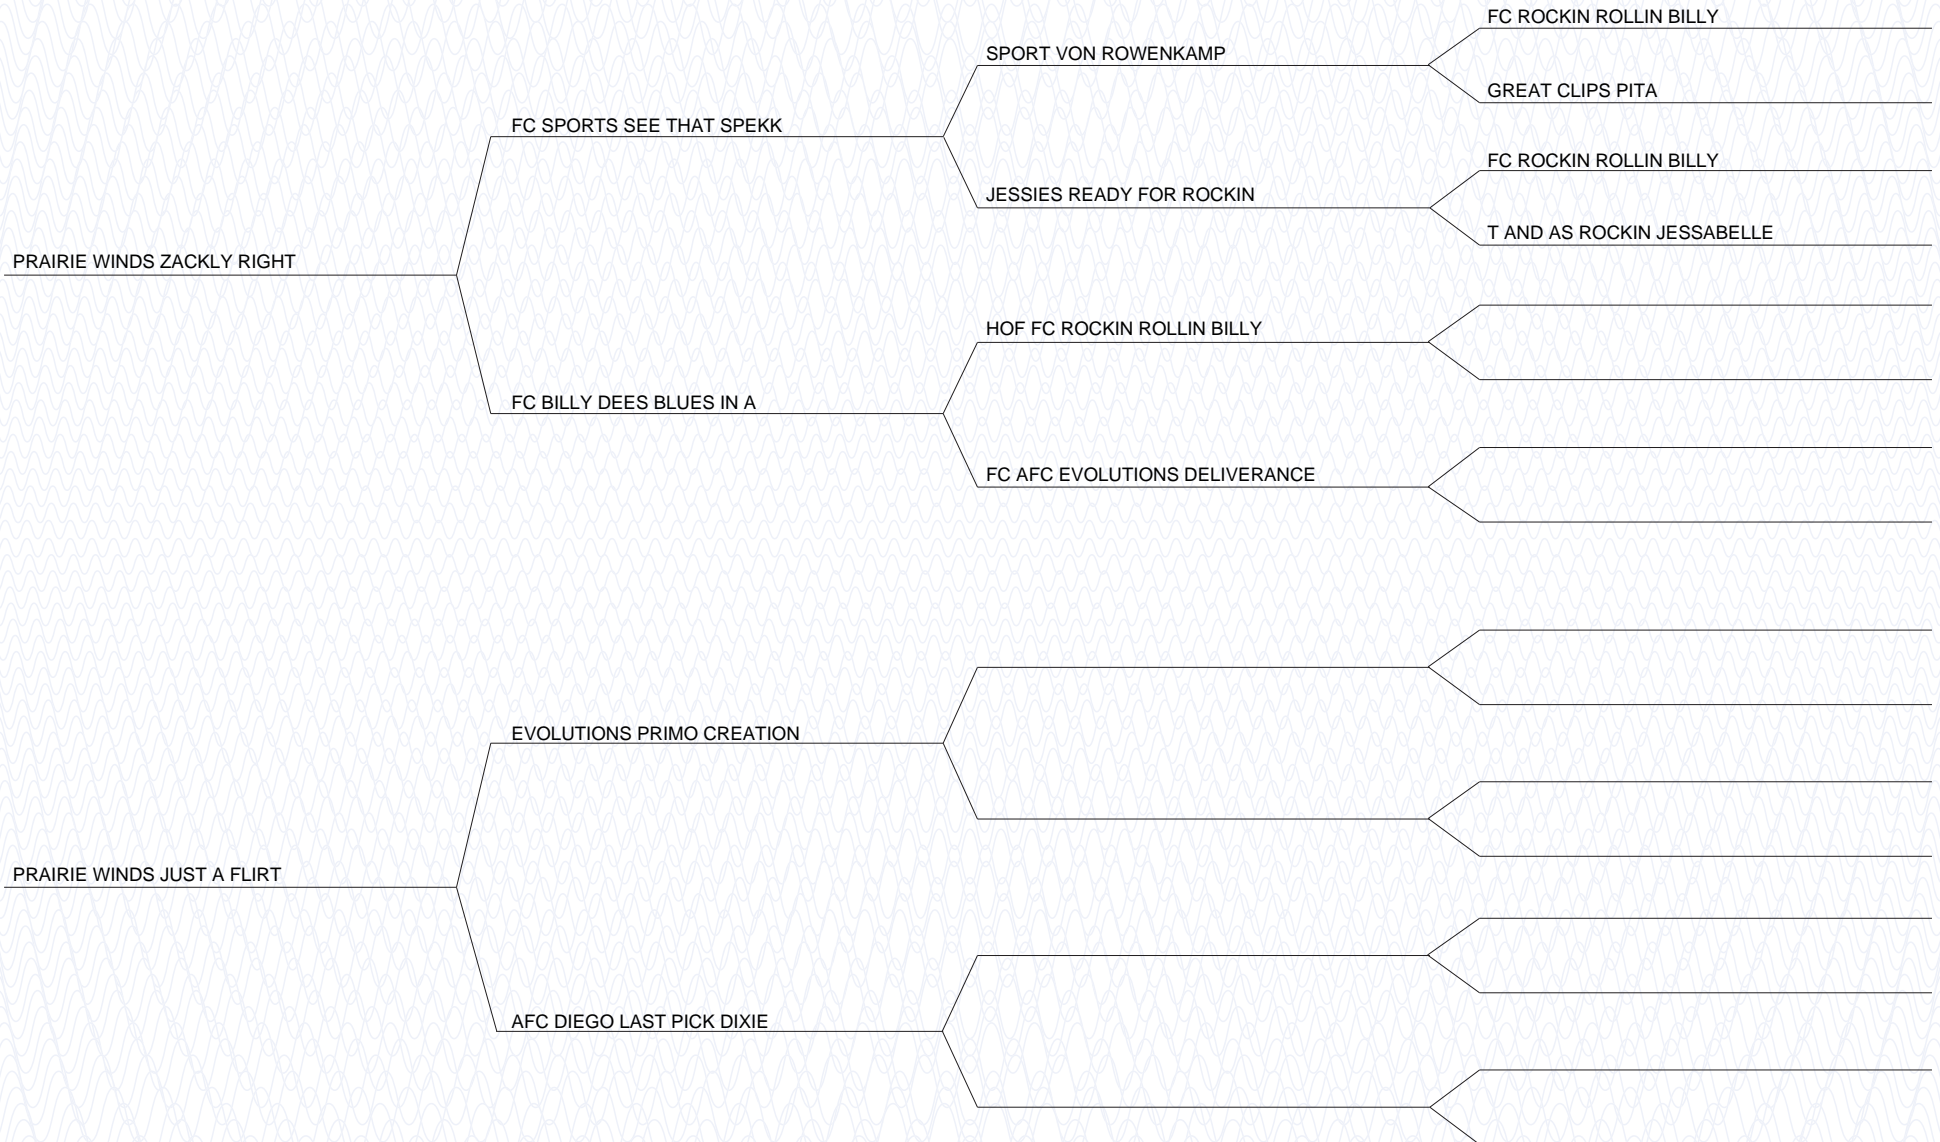 FC ROCKIN ROLLIN BILLY
SPORT VON ROWENKAMP
GREAT CLIPS PITA
FC SPORTS SEE THAT SPEKK
FC ROCKIN ROLLIN BILLY
JESSIES READY FOR ROCKIN
T AND AS ROCKIN JESSABELLE
PRAIRIE WINDS ZACKLY RIGHT
HOF FC ROCKIN ROLLIN BILLY
FC BILLY DEES BLUES IN A
FC AFC EVOLUTIONS DELIVERANCE
EVOLUTIONS PRIMO CREATION
PRAIRIE WINDS JUST A FLIRT
AFC DIEGO LAST PICK DIXIE